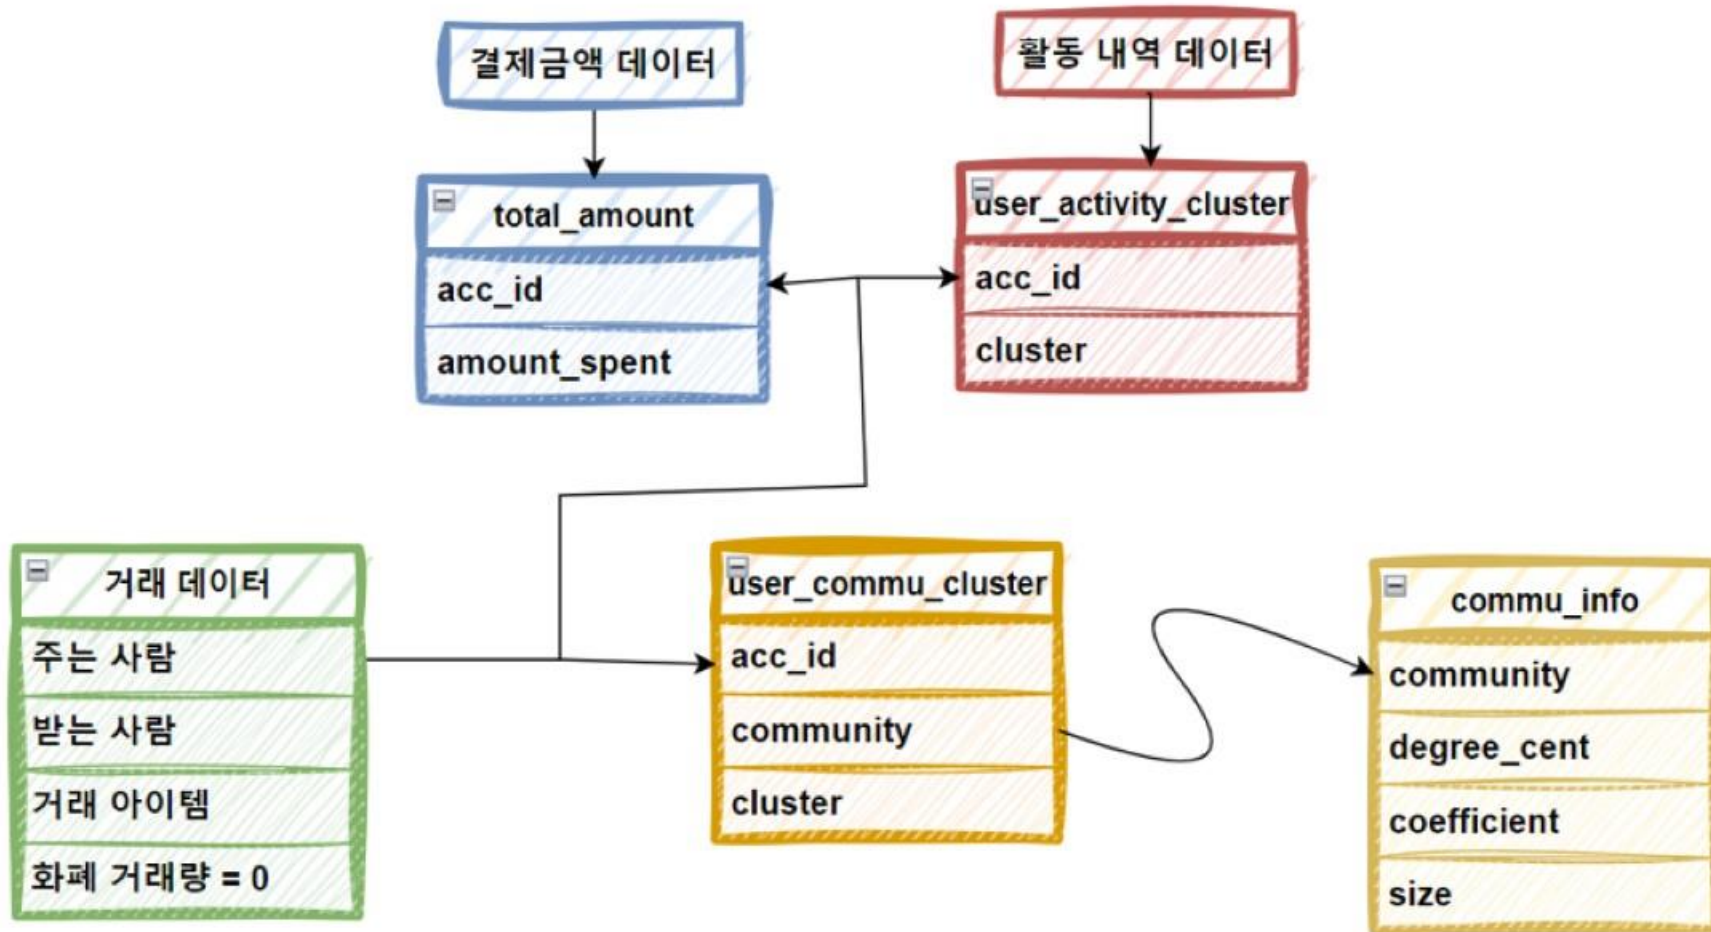 결제금액 데이터
활동 내역 데이터
total_amount
acc_id
amount_spent
user_activity_cluster
acc_id
cluster
거래 데이터
주는 사람
받는 사람
거래 아이템
화폐 거래량 = 0
user_commu_cluster
acc_id
community
cluster
commu_info
community
degree_cent
coefficient
size